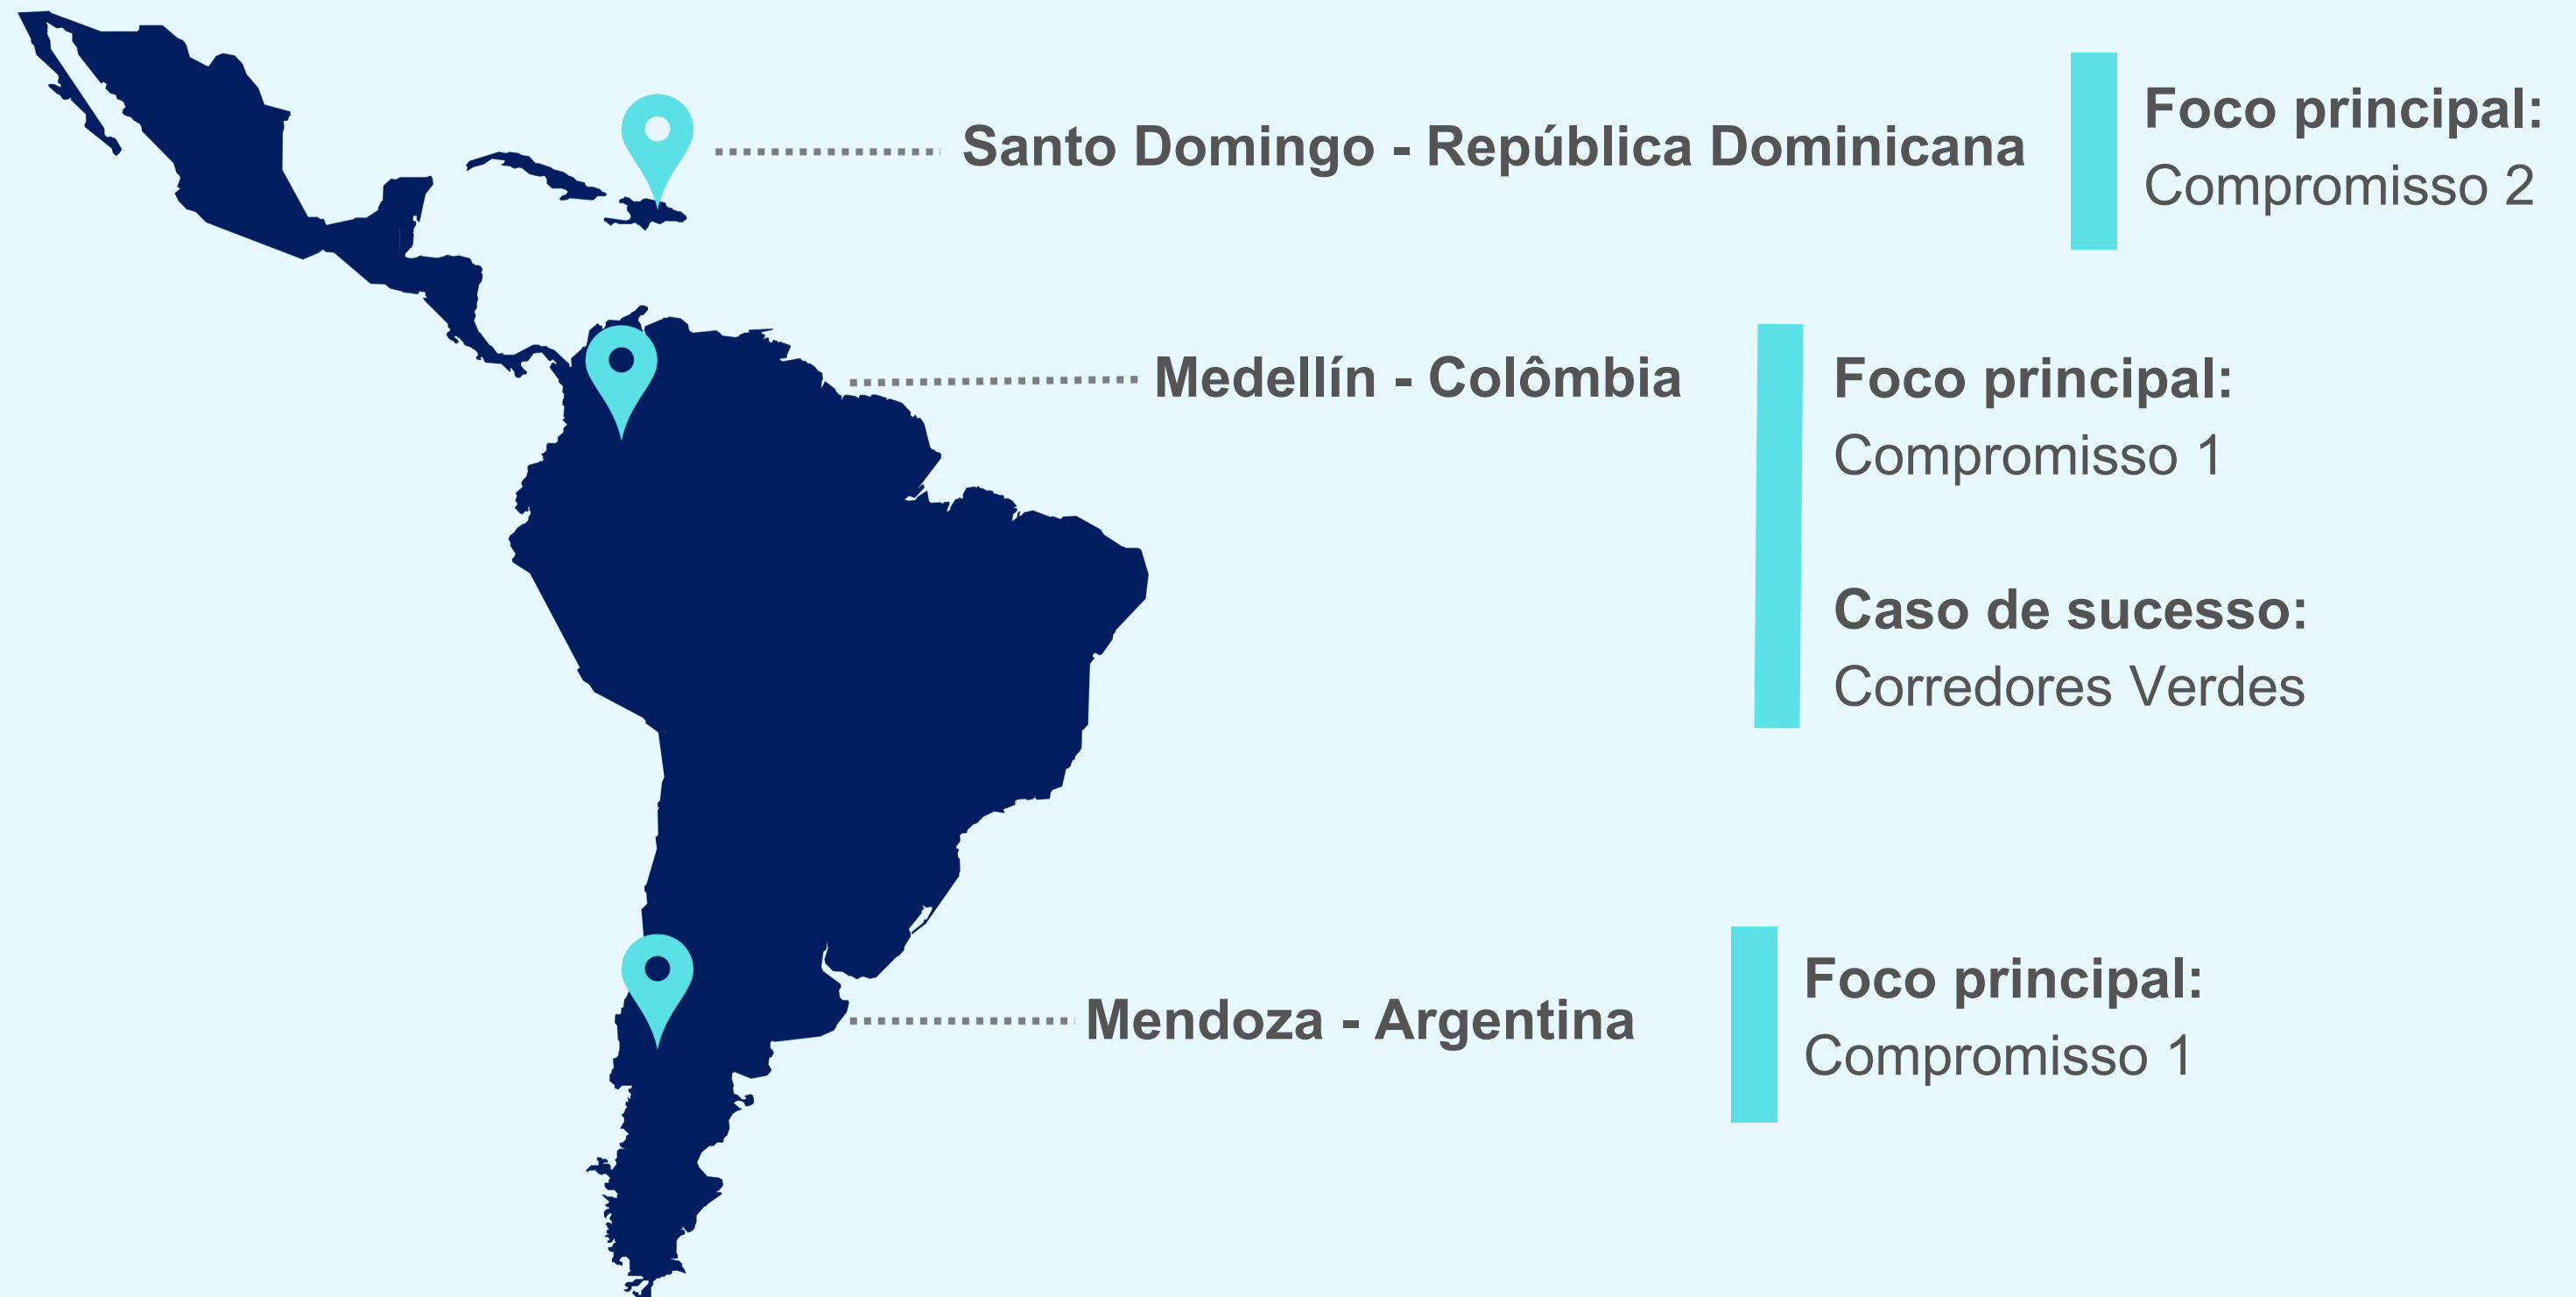 Santo Domingo - República Dominicana
Foco principal:
Compromisso 2
Medellín - Colômbia
Foco principal:
Compromisso 1
Caso de sucesso:
Corredores Verdes
Mendoza - Argentina
Foco principal:
Compromisso 1